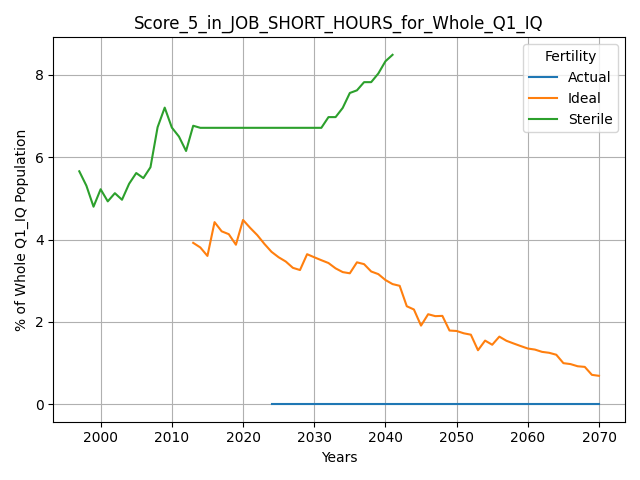 Score_5_in_JOB_SHORT_HOURS_for_Whole_Q1_IQ
Fertility
Actual
Ideal
Sterile
% of Whole Q1_IQ Population
8
6
4
2
0
2000 2010 2020 2030 2040 2050 2060 2070
Years